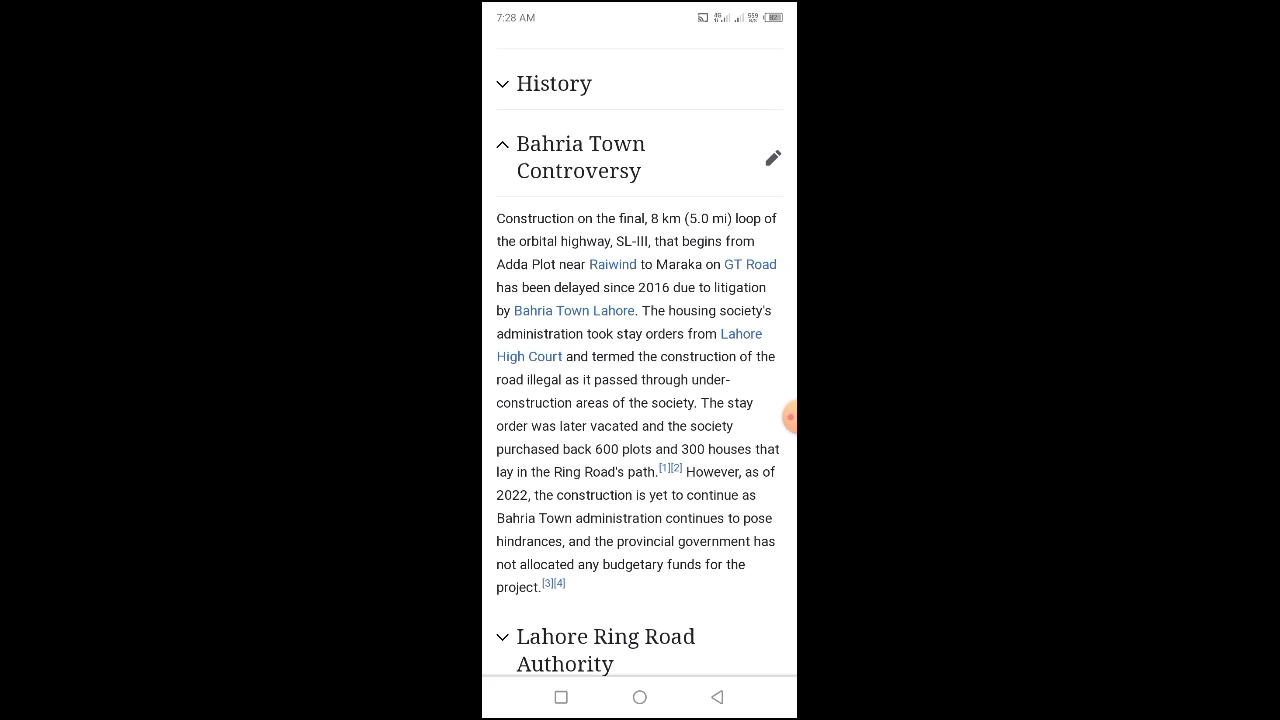 7:28 AM
History
Bahria Town
Controversy
Construction on the final, 8 km (5.0 mi) loop of
the orbital highway, SL-III, that begins from
Adda Plot near Raiwind to Maraka on GT Road
has been delayed since 2016 due to litigation
by Bahria Town Lahore. The housing society's
administration took stay orders from Lahore
High Court and termed the construction of the
road illegal as it passed through under-
construction areas of the society. The stay
order was later vacated and the society
purchased back 600 plots and 300 houses that
lay in the Ring Road's path.[1][2] However, as of
2022, the construction is yet to continue as
Bahria Town administration continues to pose
hindrances, and the provincial government has
not allocated any budgetary funds for the
project.[3][4]
Lahore Ring Road
Authority